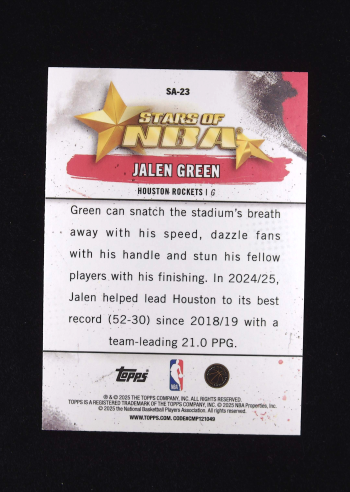 SA-23
STARS OF
NBA
JALEN GREEN
HOUSTON ROCKETS | G
Green can snatch the stadium's breath
away with his speed, dazzle fans
with his handle and stun his fellow
players with his finishing. In 2024/25,
Jalen helped lead Houston to its best
record (52-30) since 2018/19 with a
team-leading 21.0 PPG.
Topps
NBA
® & © 2025 THE TOPPS COMPANY, INC. ALL RIGHTS RESERVED.
TOPPS IS A REGISTERED TRADEMARK OF THE TOPPS COMPANY, INC. © 2025 NBA Properties, Inc.
© 2025 the National Basketball Players Association. All rights reserved.
WWW.TOPPS.COM. CODE#CMP121049